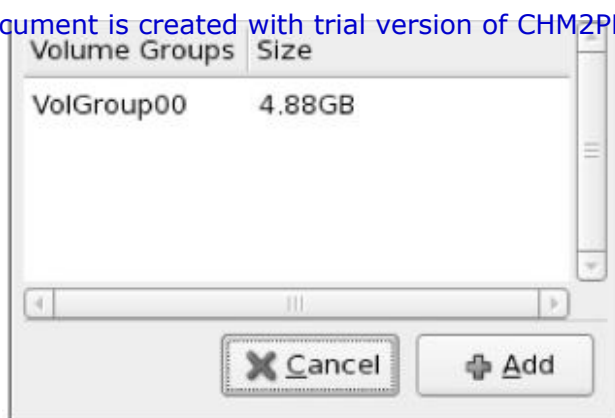 cument is created with trial version of CHM2P
Volume Groups Size
VolGroup00 4.88GB
Cancel Add